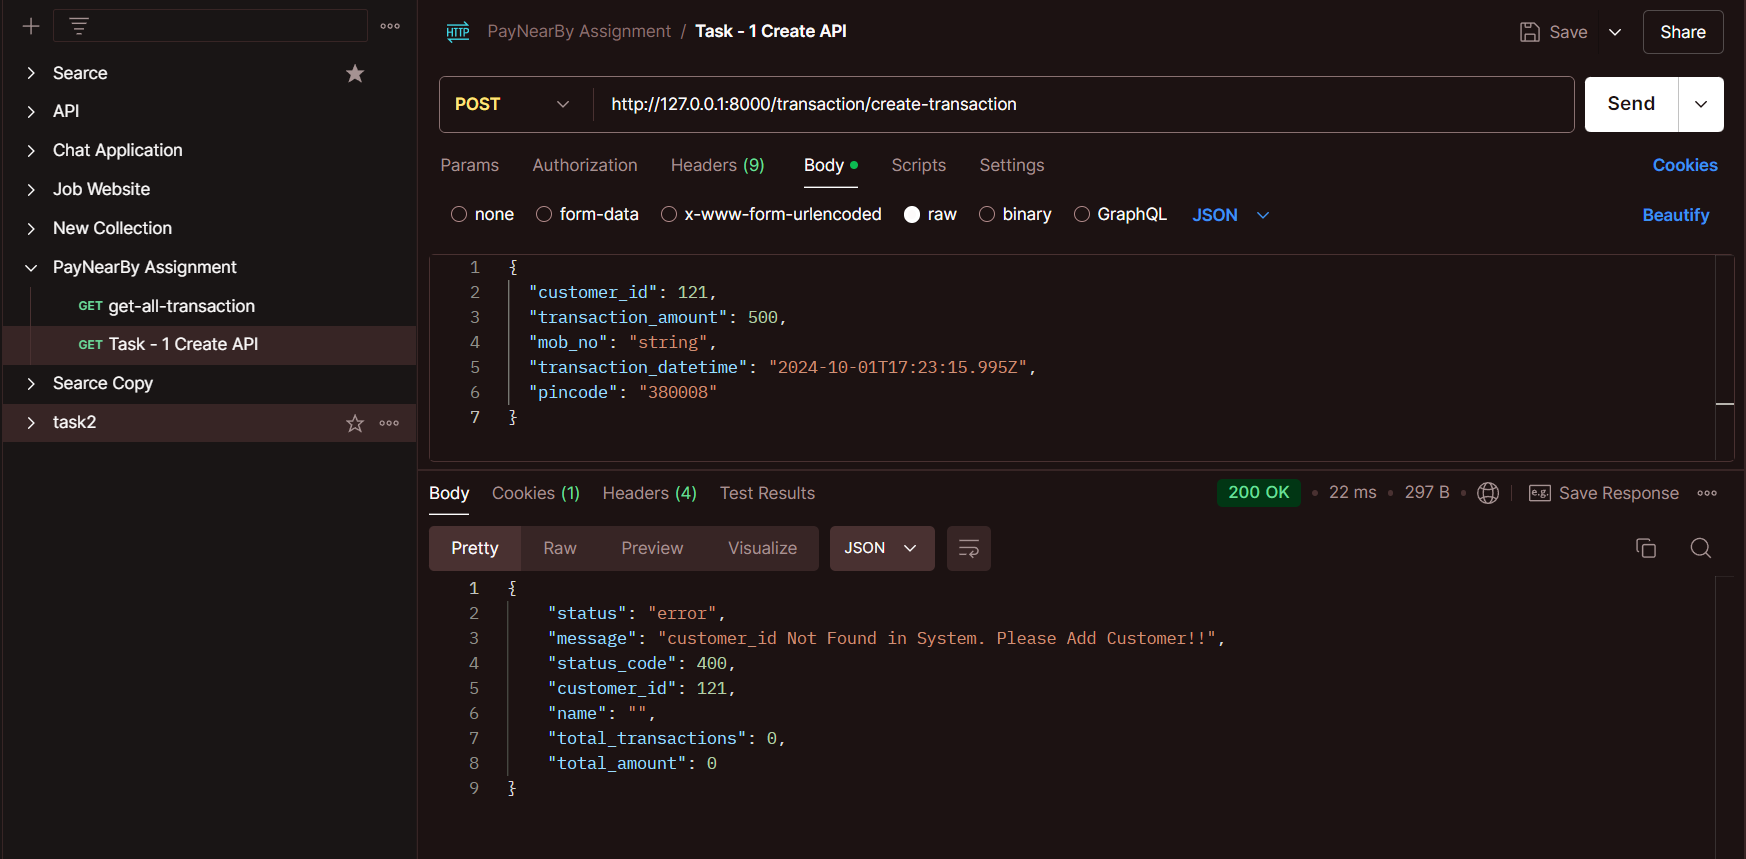 Searce
API
Chat Application
Job Website
New Collection
PayNearBy Assignment
GET get-all-transaction
GET Task - 1 Create API
Searce Copy
task2
HTTP PayNearBy Assignment / Task - 1 Create API
Save
Share
POST http://127.0.0.1:8000/transaction/create-transaction
Send
Params Authorization Headers (9) Body Scripts Settings Cookies
none form-data x-www-form-urlencoded raw binary GraphQL JSON Beautify
1 {
2 "customer_id": 121,
3 "transaction_amount": 500,
4 "mob_no": "string",
5 "transaction_datetime": "2024-10-01T17:23:15.995Z",
6 "pincode": "380008"
7 }
Body Cookies (1) Headers (4) Test Results 200 OK • 22 ms • 297 B • e.g. Save Response
Pretty Raw Preview Visualize JSON
1 {
2 "status": "error",
3 "message": "customer_id Not Found in System. Please Add Customer!!",
4 "status_code": 400,
5 "customer_id": 121,
6 "name": "",
7 "total_transactions": 0,
8 "total_amount": 0
9 }